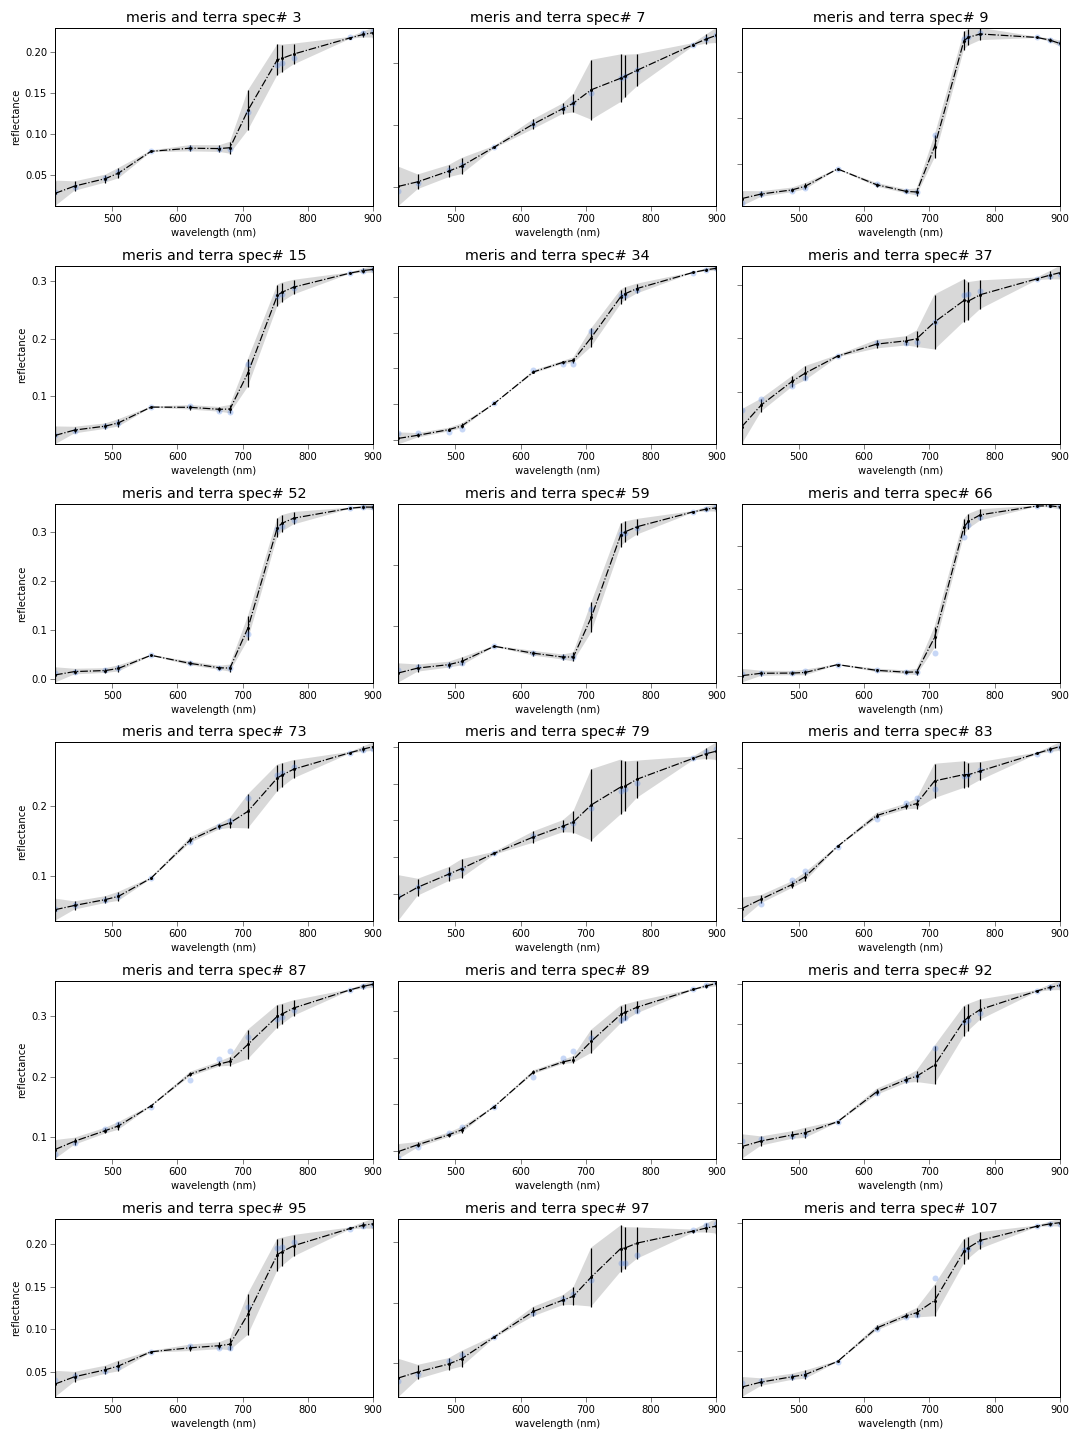 meris and terra spec# 3
meris and terra spec# 7
meris and terra spec# 9
0.20
0.15
0.10
0.05
reflectance
500 600 700 800 900
500 600 700 800 900
500 600 700 800 900
wavelength (nm)
wavelength (nm)
wavelength (nm)
meris and terra spec# 15
meris and terra spec# 34
meris and terra spec# 37
0.3
0.2
0.1
reflectance
500 600 700 800 900
500 600 700 800 900
500 600 700 800 900
wavelength (nm)
wavelength (nm)
wavelength (nm)
meris and terra spec# 52
meris and terra spec# 59
meris and terra spec# 66
0.3
0.2
0.1
0.0
reflectance
500 600 700 800 900
500 600 700 800 900
500 600 700 800 900
wavelength (nm)
wavelength (nm)
wavelength (nm)
meris and terra spec# 73
meris and terra spec# 79
meris and terra spec# 83
0.2
0.1
reflectance
500 600 700 800 900
500 600 700 800 900
500 600 700 800 900
wavelength (nm)
wavelength (nm)
wavelength (nm)
meris and terra spec# 87
meris and terra spec# 89
meris and terra spec# 92
0.3
0.2
0.1
reflectance
500 600 700 800 900
500 600 700 800 900
500 600 700 800 900
wavelength (nm)
wavelength (nm)
wavelength (nm)
meris and terra spec# 95
meris and terra spec# 97
meris and terra spec# 107
0.20
0.15
0.10
0.05
reflectance
500 600 700 800 900
500 600 700 800 900
500 600 700 800 900
wavelength (nm)
wavelength (nm)
wavelength (nm)